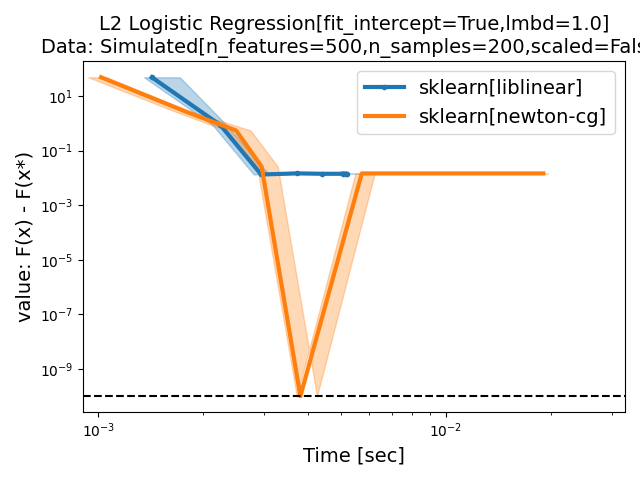 L2 Logistic Regression[fit_intercept=True,lmbd=1.0]
Data: Simulated[n_features=500,n_samples=200,scaled=Fals
sklearn[liblinear]
sklearn[newton-cg]
value: F(x) - F(x*)
10^1
10^-1
10^-3
10^-5
10^-7
10^-9
10^-3
10^-2
Time [sec]